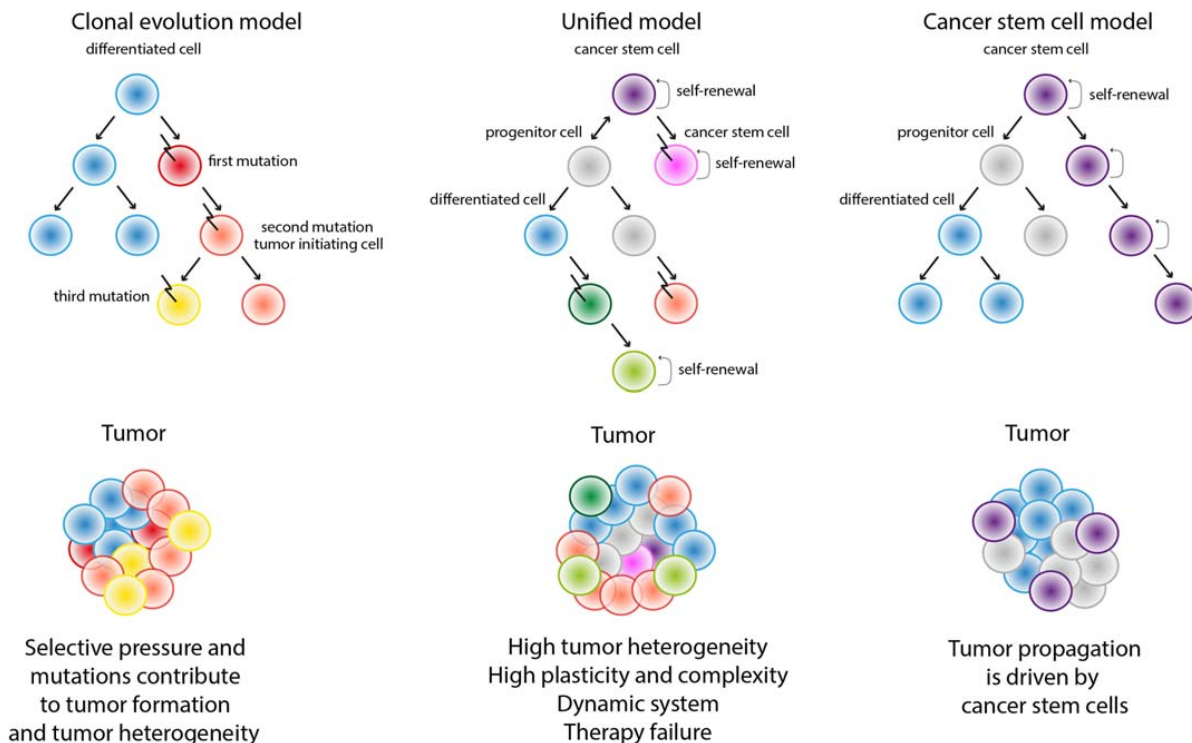 Clonal evolution model
differentiated cell
first mutation
second mutation
tumor initiating cell
third mutation
Tumor
Selective pressure and
mutations contribute
to tumor formation
and tumor heterogeneity
Unified model
cancer stem cell
self-renewal
progenitor cell
cancer stem cell
self-renewal
differentiated cell
self-renewal
Tumor
High tumor heterogeneity
High plasticity and complexity
Dynamic system
Therapy failure
Cancer stem cell model
cancer stem cell
self-renewal
progenitor cell
differentiated cell
Tumor
Tumor propagation
is driven by
cancer stem cells